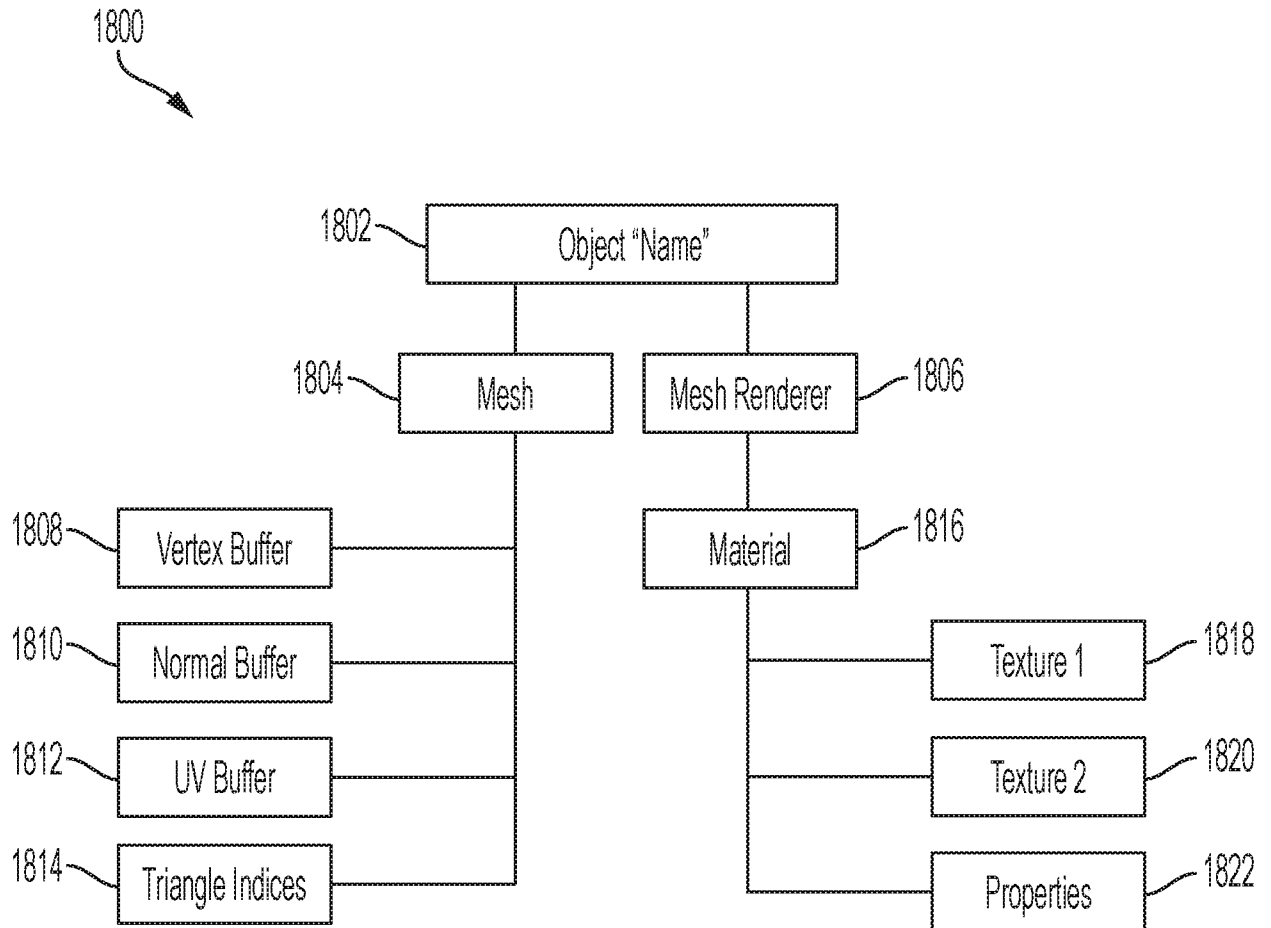 1800
1802
Object "Name"
1804
Mesh
Mesh Renderer
1806
1808
Vertex Buffer
Material
1816
1810
Normal Buffer
Texture 1
1818
1812
UV Buffer
Texture 2
1820
1814
Triangle Indices
Properties
1822